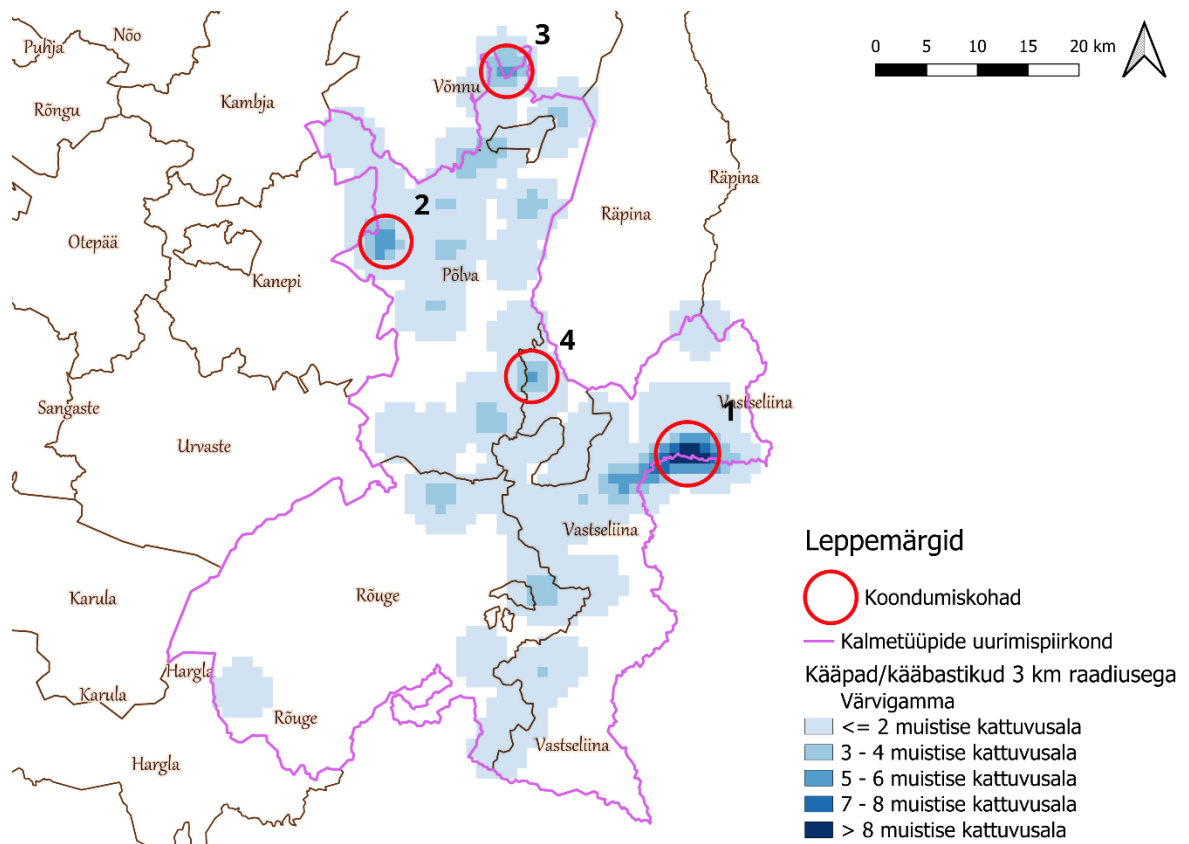 3
0 5 10 15 20 km
Nõo
Puhja
Võnnu
Kambja
Rõngu
Räpina
2
Räpina
Otepää
Põlva
Kanepi
4
Sangaste
Vastseliina
1
Urvaste
Vastseliina
Leppemärgid
Koondumiskohad
Karula
Rõuge
Kalmetüüpide uurimispiirkond
Hargla
Kääpad/kääbastikud 3 km raadiusega
Karula
Värvigamma
Rõuge
<= 2 muistise kattuvusala
Vastseliina
3 - 4 muistise kattuvusala
Hargla
5 - 6 muistise kattuvusala
7 - 8 muistise kattuvusala
> 8 muistise kattuvusala